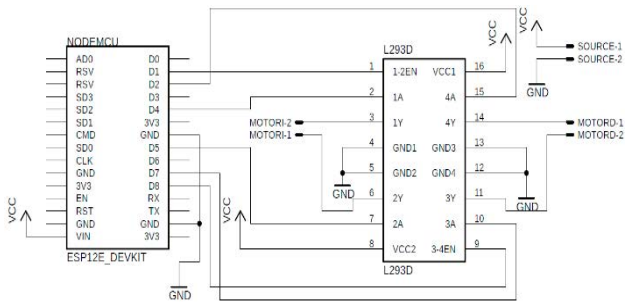 NODEMCU
AD0 D0
RSV D1
RSV D2
SD3 D3
SD2 D4
SD1 3V3
CMD GND
SD0 D5
CLK D6
GND D7
3V3 D8
EN RX
RST TX
GND GND
VIN 3V3
ESP12E_DEVKIT
VCC
GND
VCC
L293D
1 1-2EN VCC1 16
2 1A 4A 15
3 1Y 4Y 14
4 GND1 GND3 13
5 GND2 GND4 12
6 2Y 3Y 11
7 2A 3A 10
8 VCC2 3-4EN 9
L293D
MOTORI-2
MOTORI-1
GND
VCC
VCC
SOURCE-1
SOURCE-2
GND
MOTORD-1
MOTORD-2
GND